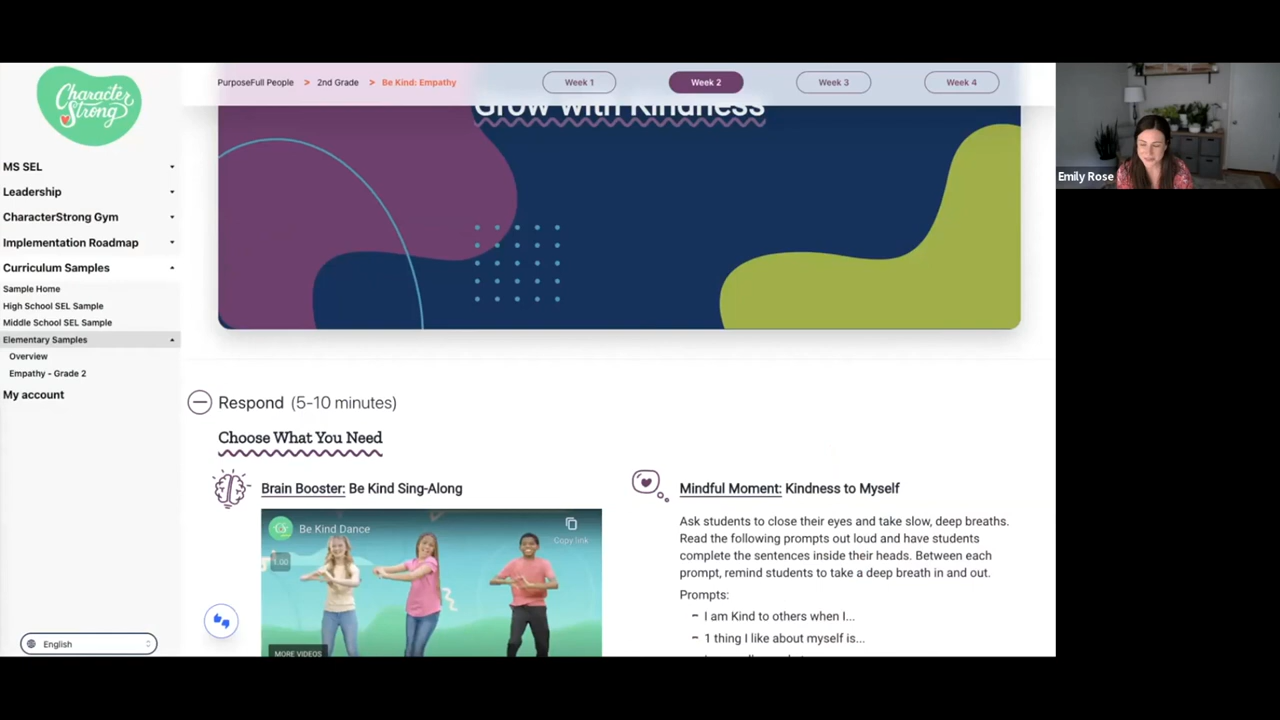 Character
Strong
PurposeFull People > 2nd Grade > Be Kind: Empathy
Week 1
Week 2
Week 3
Week 4
Grow with Kindness
Emily Rose
MS SEL
Leadership
CharacterStrong Gym
Implementation Roadmap
Curriculum Samples
Sample Home
High School SEL Sample
Middle School SEL Sample
Elementary Samples
Overview
Empathy - Grade 2
My account
English
Respond (5-10 minutes)
Choose What You Need
Brain Booster: Be Kind Sing-Along
Be Kind Dance
Copy link
1.00
MORE VIDEOS
Mindful Moment: Kindness to Myself
Ask students to close their eyes and take slow, deep breaths.
Read the following prompts out loud and have students
complete the sentences inside their heads. Between each
prompt, remind students to take a deep breath in and out.
Prompts:
– I am Kind to others when I...
– 1 thing I like about myself is...